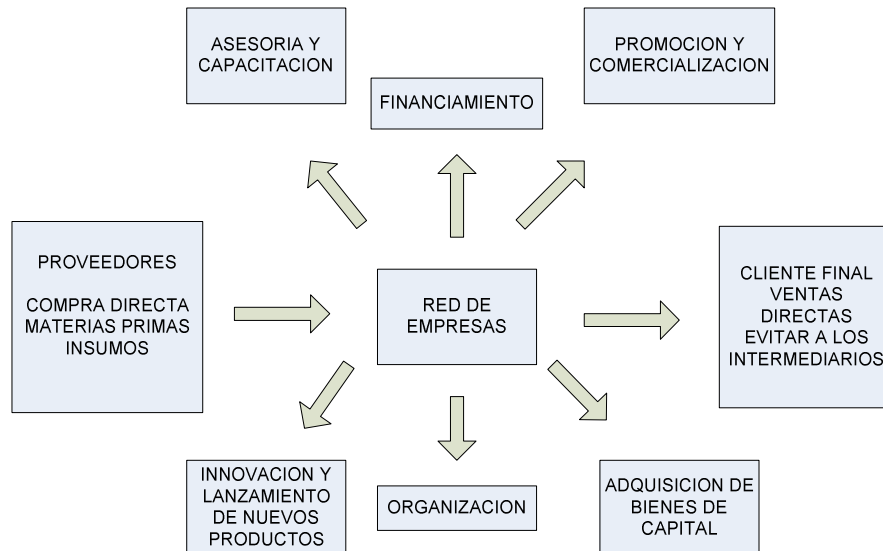 ASESORIA Y
CAPACITACION
FINANCIAMIENTO
PROMOCION Y
COMERCIALIZACION
PROVEEDORES
COMPRA DIRECTA
MATERIAS PRIMAS
INSUMOS
RED DE
EMPRESAS
CLIENTE FINAL
VENTAS
DIRECTAS
EVITAR A LOS
INTERMEDIARIOS
INNOVACION Y
LANZAMIENTO
DE NUEVOS
PRODUCTOS
ORGANIZACION
ADQUISICION DE
BIENES DE
CAPITAL